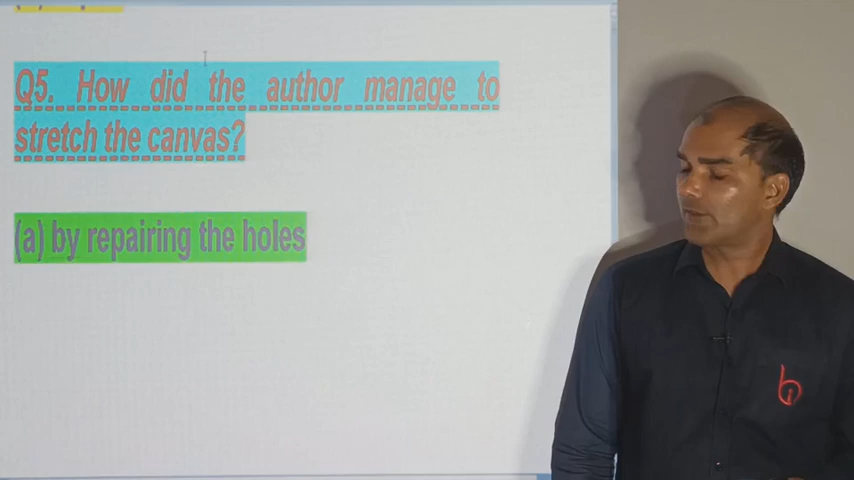 Q5. How did the author manage to
stretch the canvas?
(a) by repairing the holes